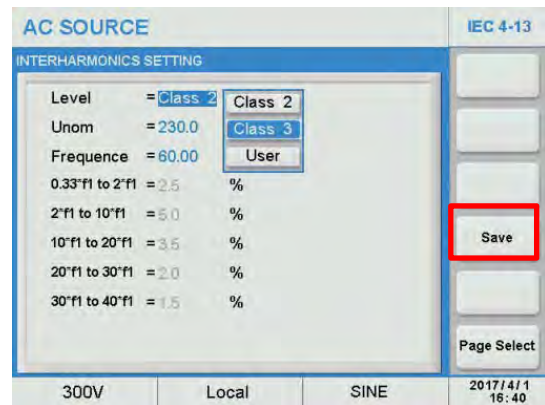 AC SOURCE
IEC 4-13
INTERHARMONICS SETTING
Level = Class 2
Class 2
Unom = 230.0
Class 3
Frequence = 60.00
User
0.33*f1 to 2*f1 = 2.5 %
2*f1 to 10*f1 = 5.0 %
10*f1 to 20*f1 = 3.5 %
Save
20*f1 to 30*f1 = 2.0 %
30*f1 to 40*f1 = 1.5 %
Page Select
300V
Local
SINE
2017/4/1
16:40